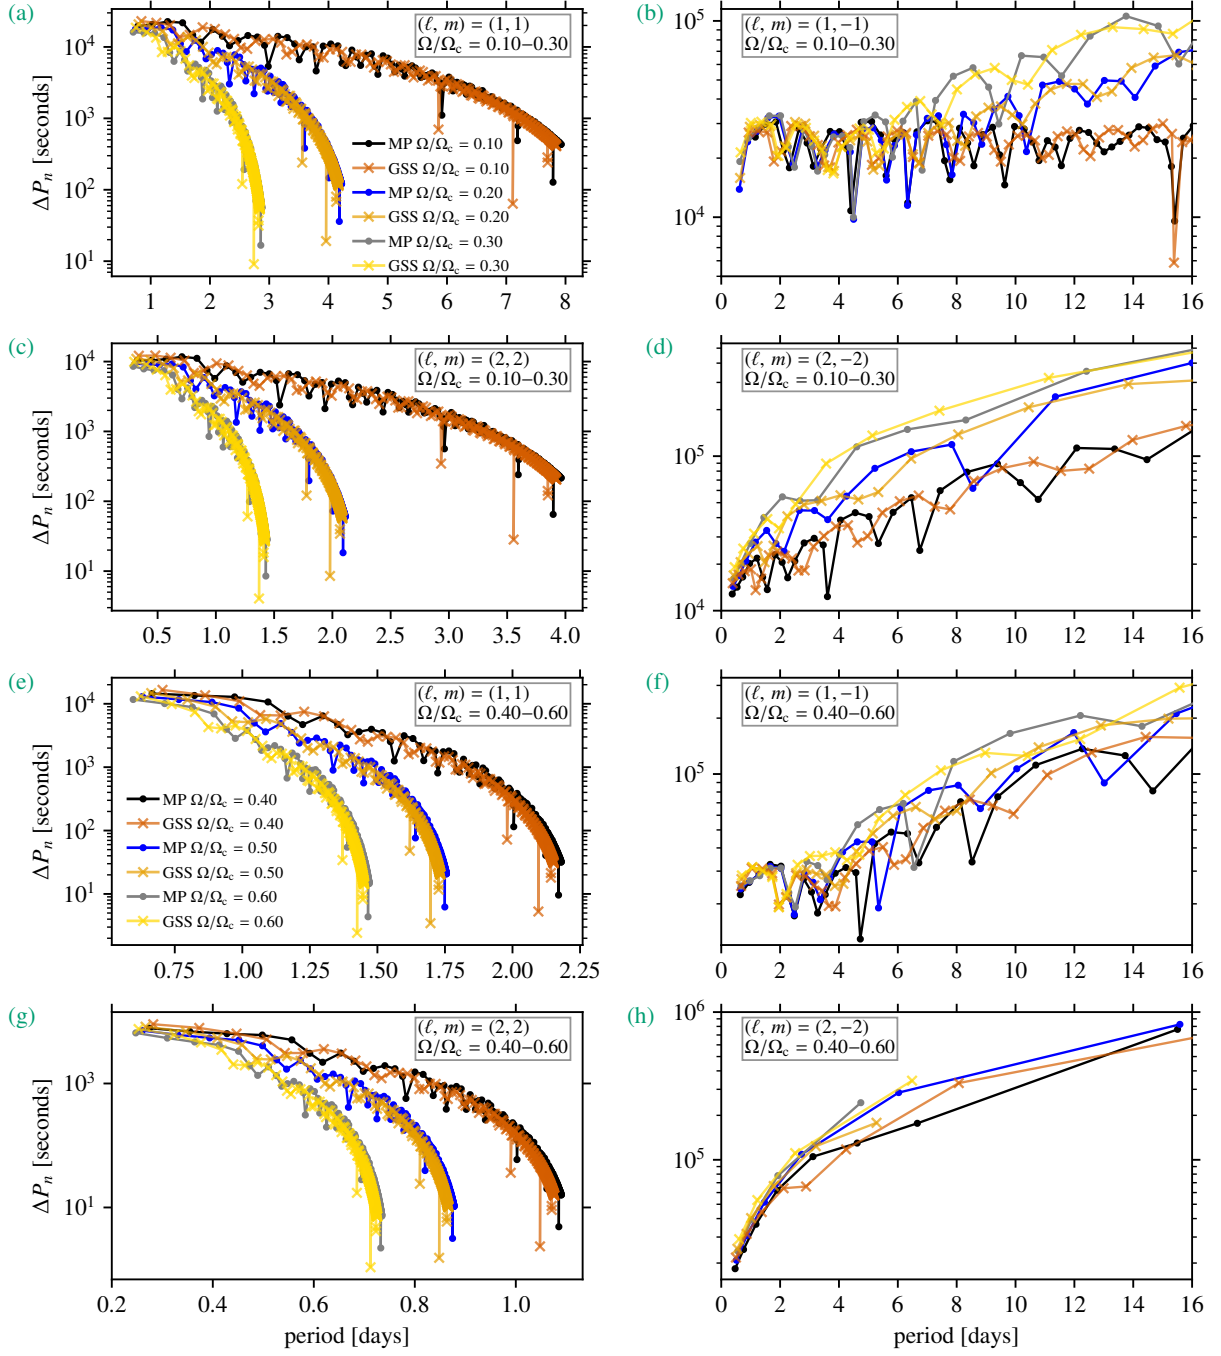 (a)
(ℓ, m) = (1, 1)
Ω/Ωc = 0.10−0.30
10⁴
10³
10²
10¹
ΔPn [seconds]
MP Ω/Ωc = 0.10
GSS Ω/Ωc = 0.10
MP Ω/Ωc = 0.20
GSS Ω/Ωc = 0.20
MP Ω/Ωc = 0.30
GSS Ω/Ωc = 0.30
1 2 3 4 5 6 7 8
(b)
(ℓ, m) = (1, −1)
Ω/Ωc = 0.10−0.30
10⁵
10⁴
0 2 4 6 8 10 12 14 16
(c)
(ℓ, m) = (2, 2)
Ω/Ωc = 0.10−0.30
10⁴
10³
10²
10¹
ΔPn [seconds]
0.5 1.0 1.5 2.0 2.5 3.0 3.5 4.0
(d)
(ℓ, m) = (2, −2)
Ω/Ωc = 0.10−0.30
10⁵
10⁴
0 2 4 6 8 10 12 14 16
(e)
(ℓ, m) = (1, 1)
Ω/Ωc = 0.40−0.60
10⁴
10³
10²
10¹
ΔPn [seconds]
MP Ω/Ωc = 0.40
GSS Ω/Ωc = 0.40
MP Ω/Ωc = 0.50
GSS Ω/Ωc = 0.50
MP Ω/Ωc = 0.60
GSS Ω/Ωc = 0.60
0.75 1.00 1.25 1.50 1.75 2.00 2.25
(f)
(ℓ, m) = (1, −1)
Ω/Ωc = 0.40−0.60
10⁵
0 2 4 6 8 10 12 14 16
(g)
(ℓ, m) = (2, 2)
Ω/Ωc = 0.40−0.60
10³
10¹
ΔPn [seconds]
0.2 0.4 0.6 0.8 1.0
period [days]
(h)
(ℓ, m) = (2, −2)
Ω/Ωc = 0.40−0.60
10⁶
10⁵
0 2 4 6 8 10 12 14 16
period [days]